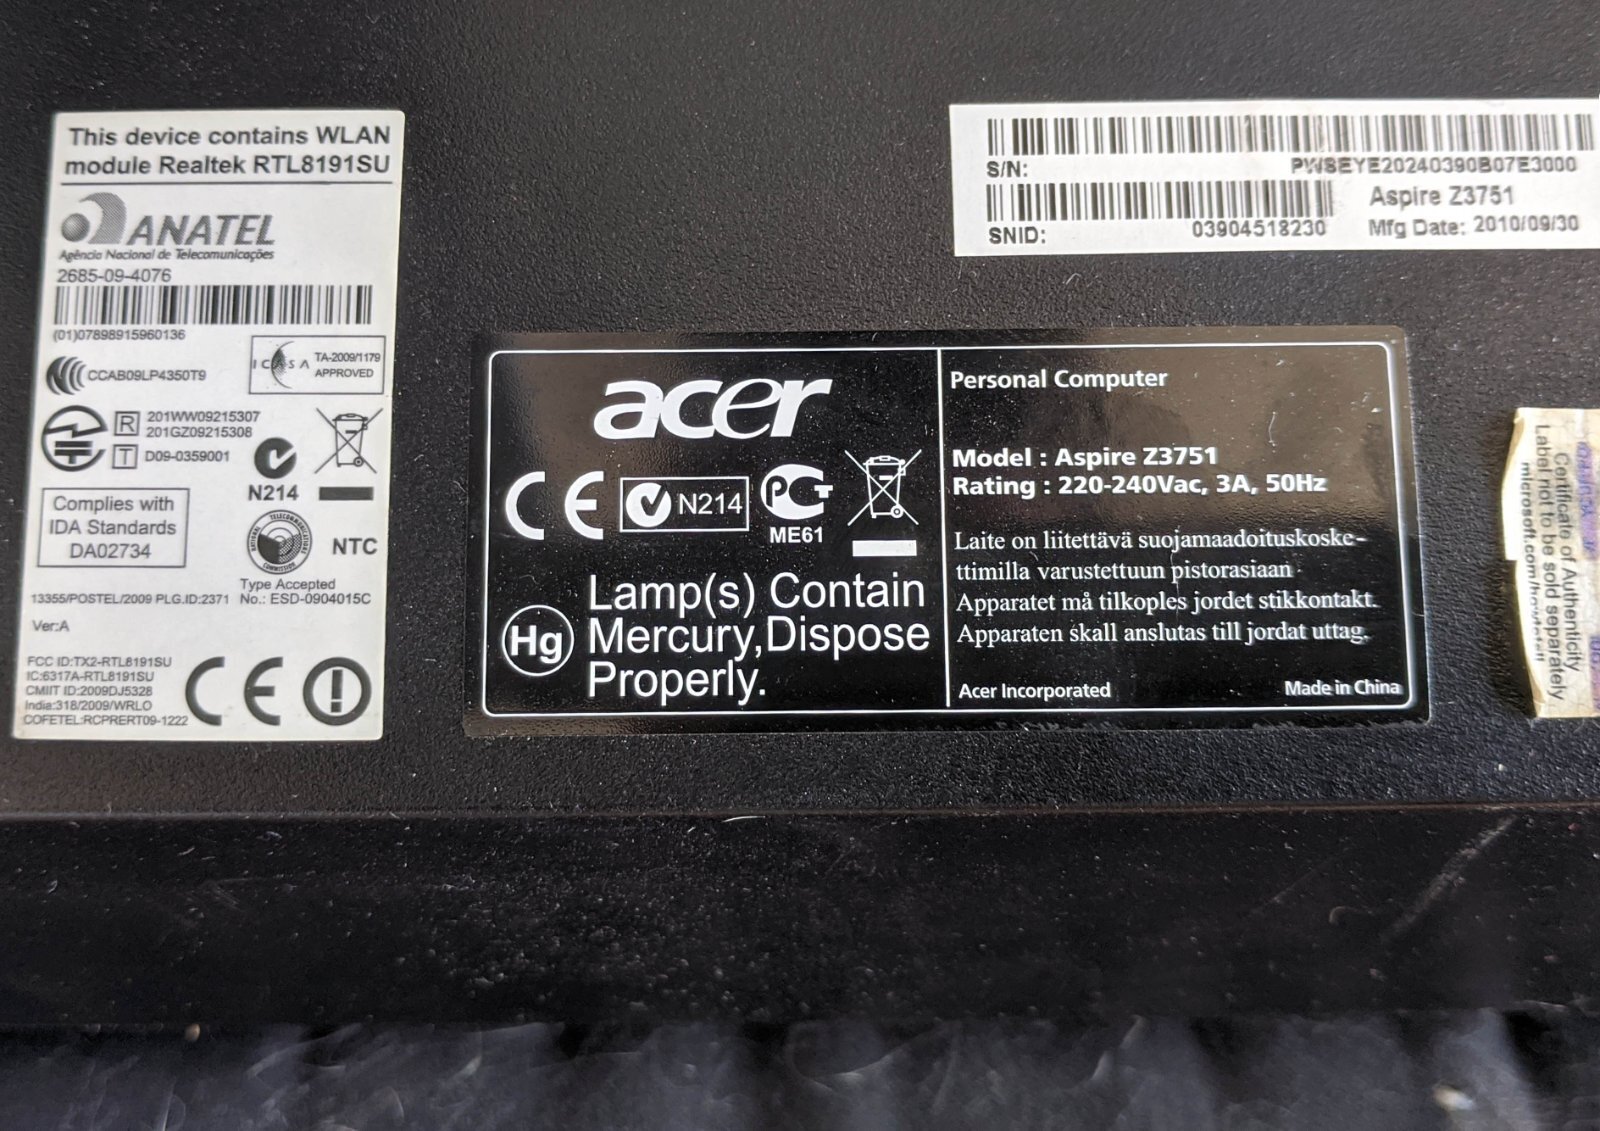 This device contains WLAN
module Realtek RTL8191SU
ANATEL
Agência Nacional de Telecomunicações
2685-09-4076
(01)07898915960136
CCAB09LP4350T9
ICASA
TA-2009/1179
APPROVED
R 201WW09215307
201GZ09215308
T D09-0359001
N214
Complies with
IDA Standards
DA02734
NTC
Type Accepted
No.: ESD-0904015C
13355/POSTEL/2009 PLG.ID:2371
Ver:A
FCC ID:TX2-RTL8191SU
IC:6317A-RTL8191SU
CMIIT ID:2009DJ5328
India:318/2009/WRLO
COFETEL:RCPRERT09-1222
CE
S/N: PWSEYE20240390B07E3000
Aspire Z3751
SNID: 03904518230
Mfg Date: 2010/09/30
acer
CE
N214
ME61
Hg
Lamp(s) Contain
Mercury,Dispose
Properly.
Personal Computer
Model : Aspire Z3751
Rating : 220-240Vac, 3A, 50Hz
Laite on liitettävä suojamaadoituskoske-
ttimilla varustettuun pistorasiaan
Apparatet må tilkoples jordet stikkontakt.
Apparaten skall anslutas till jordat uttag.
Acer Incorporated
Made in China
Certificate of Authenticity
Label not to be sold separately